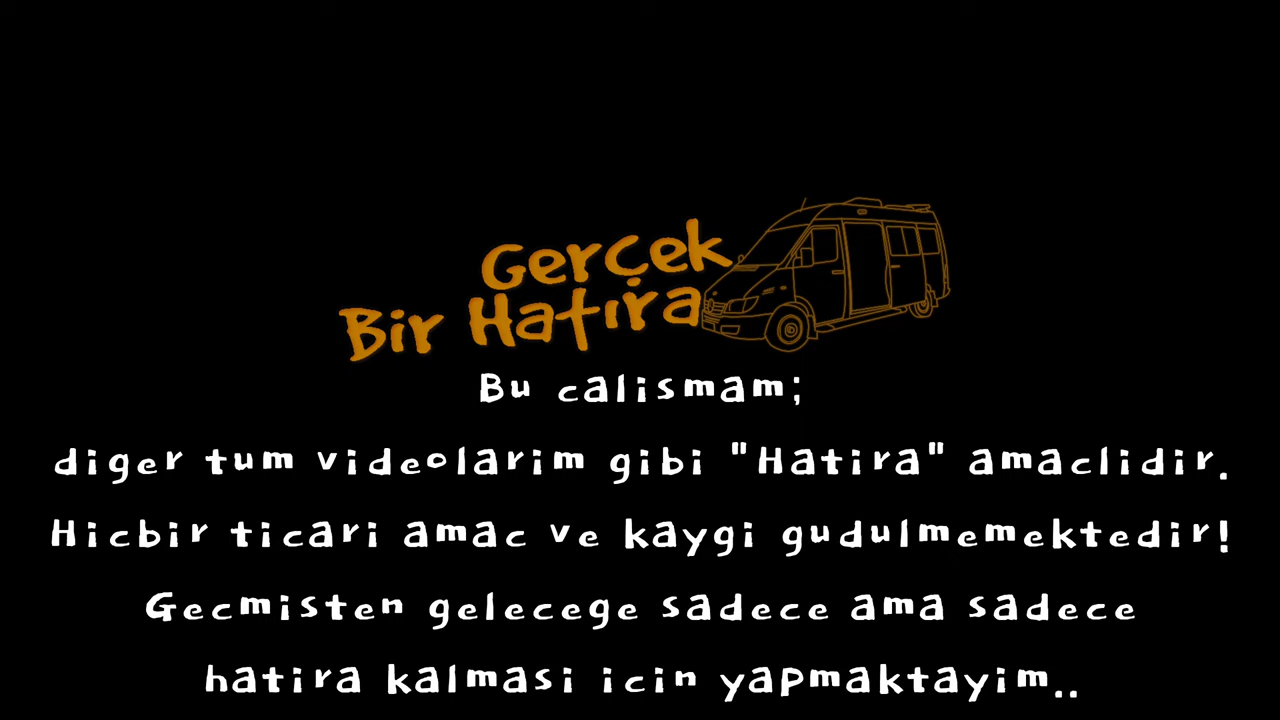 Gerçek
Bir Hatıra
Bu calismam;
diger tum videolarim gibi "Hatira" amaclidir.
Hicbir ticari amac ve kaygi gudulmemektedir!
Gecmisten gelecege sadece ama sadece
hatira kalmasi icin yapmaktayim..